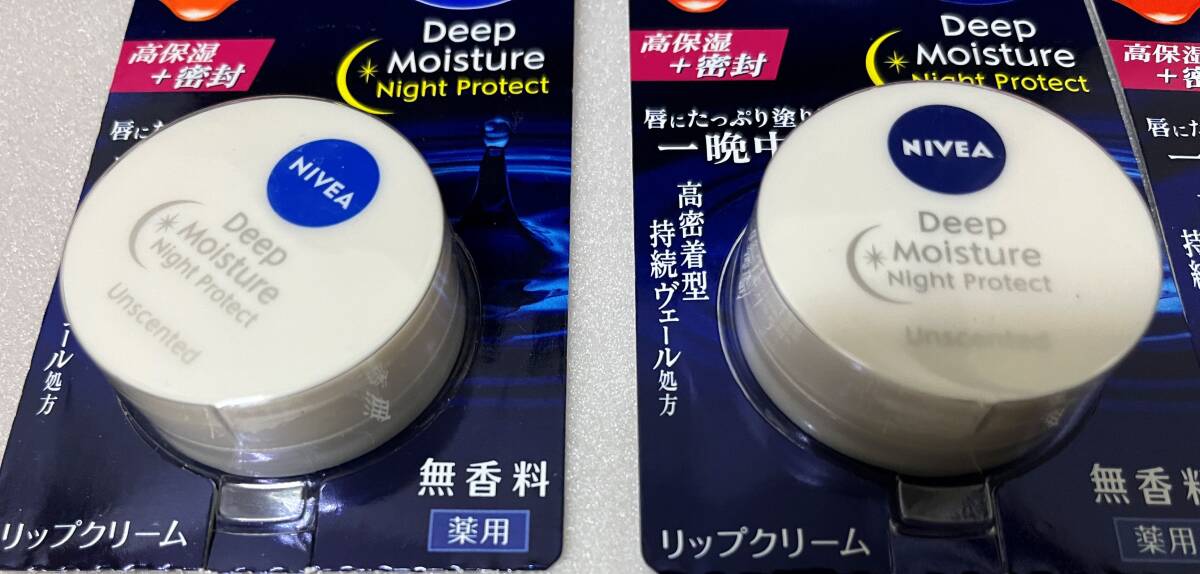 高保湿
+密封
Deep
Moisture
Night Protect
唇に
NIVEA
Deep
Moisture
Night Protect
Unscented
ール処方
無香料
薬用
リップクリーム
高保湿
+密封
Deep
Moisture
Night Protect
唇にたっぷり塗り
一晩中
高密着型
持続ヴェール処方
NIVEA
Deep
Moisture
Night Protect
Unscented
無香料
薬用
リップクリーム
高保湿
+密
唇にた
一
持続